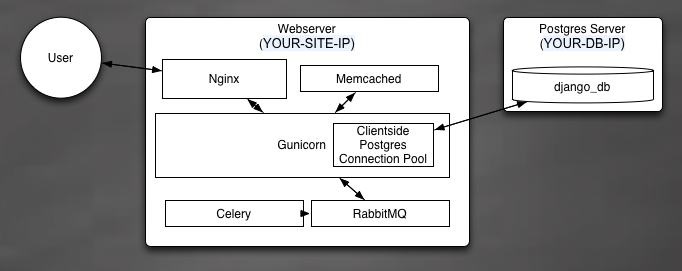 User
Webserver
(YOUR-SITE-IP)
Nginx
Memcached
Gunicorn
Clientside
Postgres
Connection Pool
Celery
RabbitMQ
Postgres Server
(YOUR-DB-IP)
django_db